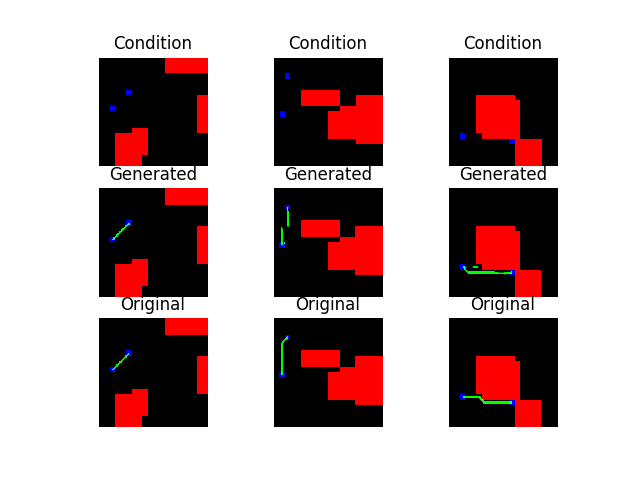 Condition Condition Condition
Generated Generated Generated
Original Original Original